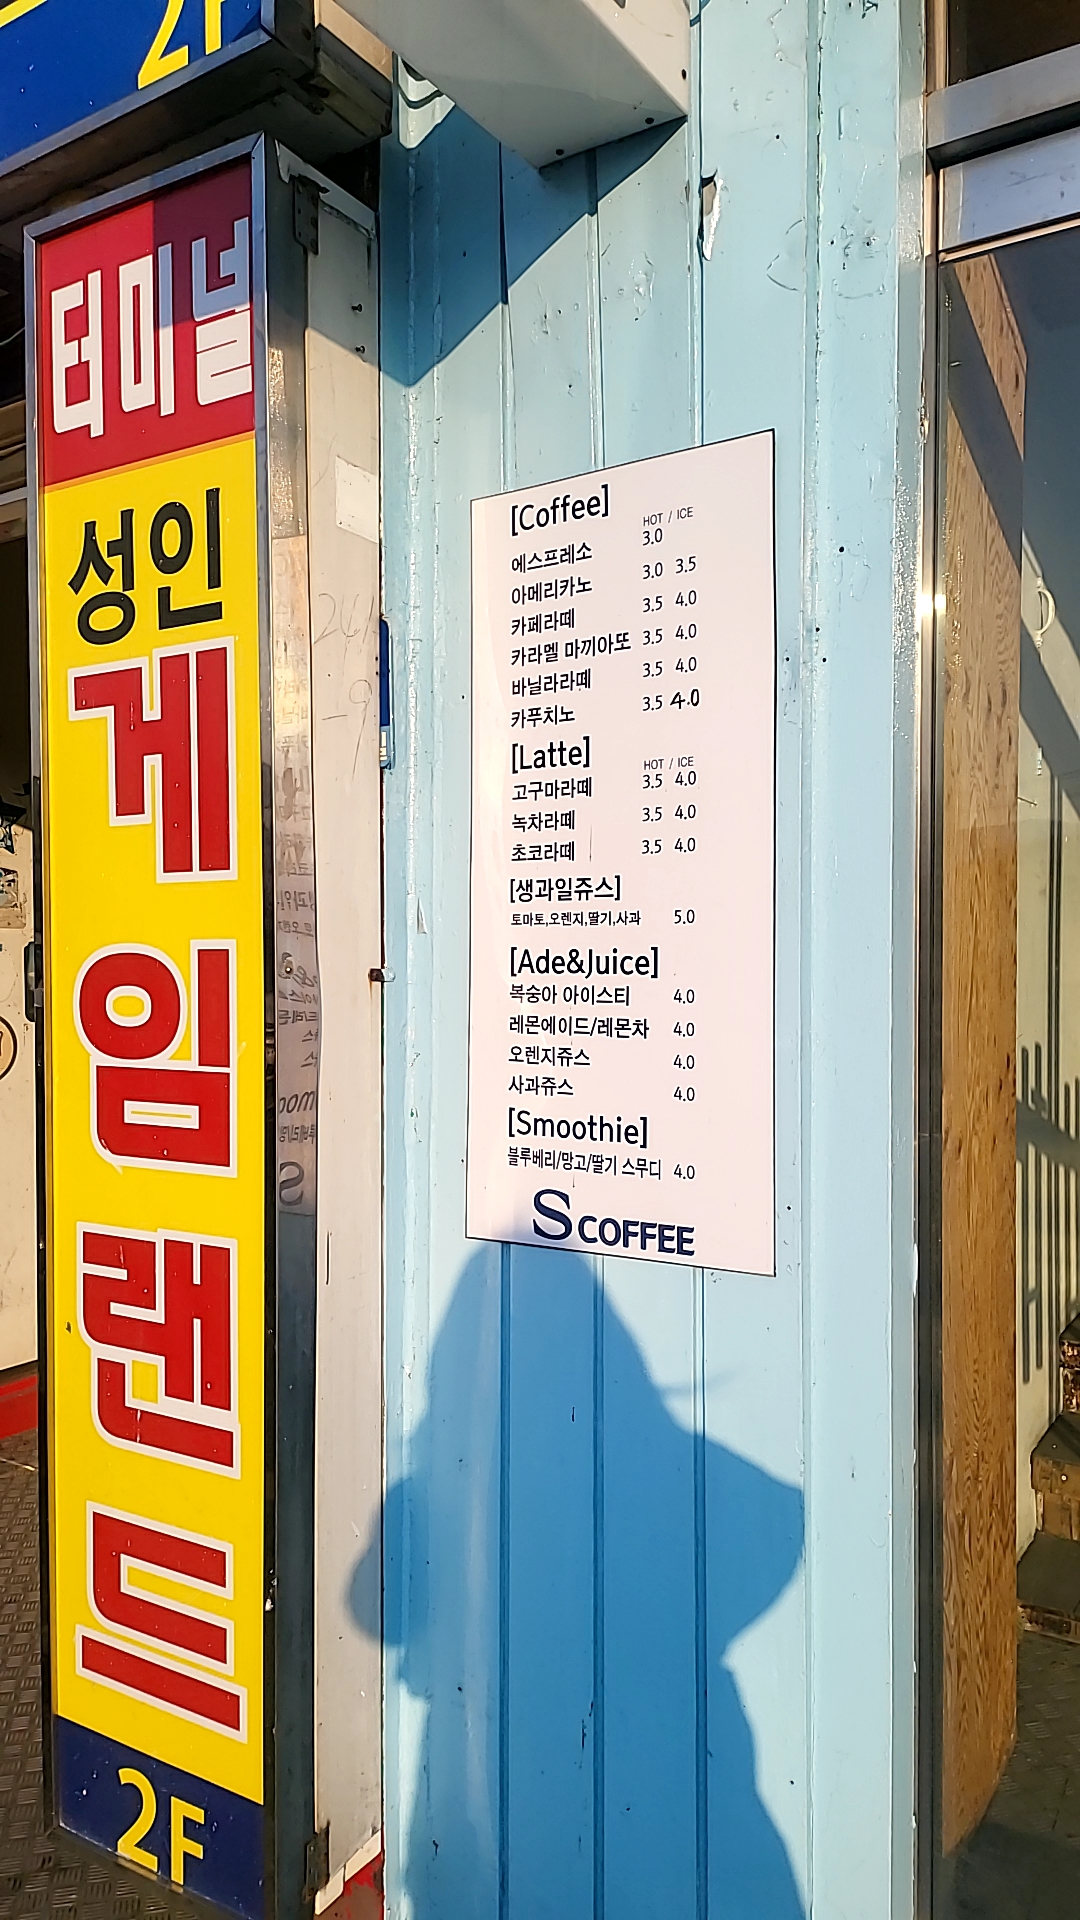 2F
터미널
성인
게임랜드
2F
[Coffee]
HOT / ICE
에스프레소 3.0
아메리카노 3.0 3.5
카페라떼 3.5 4.0
카라멜 마끼아또 3.5 4.0
바닐라라떼 3.5 4.0
카푸치노 3.5 4.0
[Latte]
HOT / ICE
고구마라떼 3.5 4.0
녹차라떼 3.5 4.0
초코라떼 3.5 4.0
[생과일쥬스]
토마토,오렌지,딸기,사과 5.0
[Ade&Juice]
복숭아 아이스티 4.0
레몬에이드/레몬차 4.0
오렌지쥬스 4.0
사과쥬스 4.0
[Smoothie]
블루베리/망고/딸기 스무디 4.0
S COFFEE